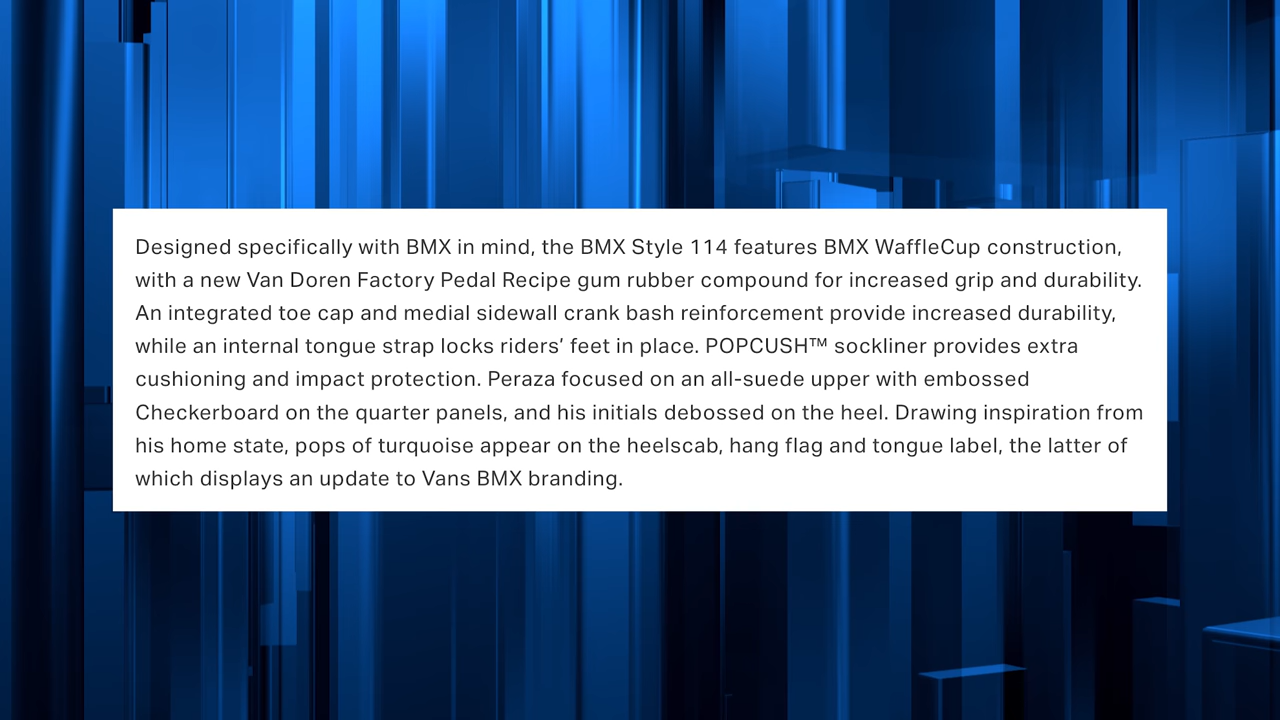 Designed specifically with BMX in mind, the BMX Style 114 features BMX WaffleCup construction,
with a new Van Doren Factory Pedal Recipe gum rubber compound for increased grip and durability.
An integrated toe cap and medial sidewall crank bash reinforcement provide increased durability,
while an internal tongue strap locks riders’ feet in place. POPCUSH™ sockliner provides extra
cushioning and impact protection. Peraza focused on an all-suede upper with embossed
Checkerboard on the quarter panels, and his initials debossed on the heel. Drawing inspiration from
his home state, pops of turquoise appear on the heelscab, hang flag and tongue label, the latter of
which displays an update to Vans BMX branding.